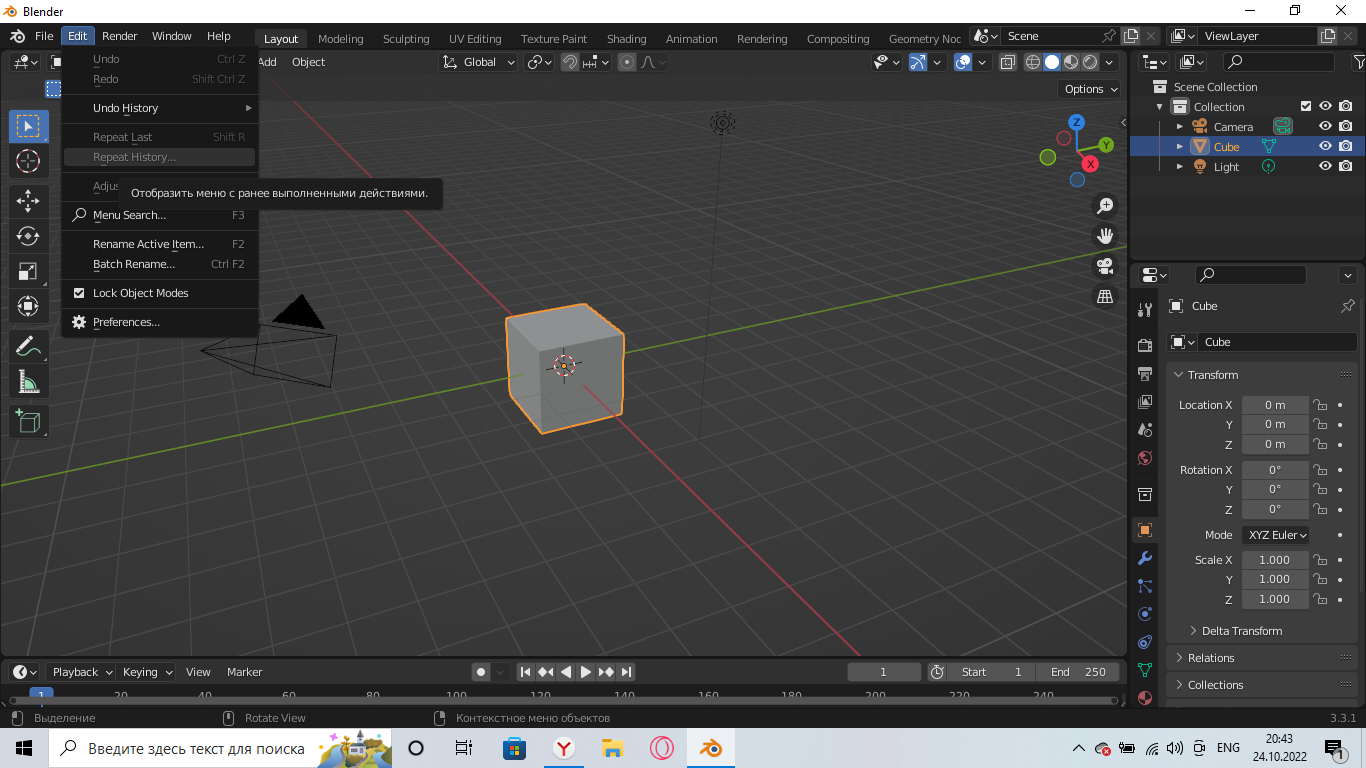 Blender
File Edit Render Window Help Layout Modeling Sculpting UV Editing Texture Paint Shading Animation Rendering Compositing Geometry Noc Scene ViewLayer
Add Object Global
Options
Undo Ctrl Z
Redo Shift Ctrl Z
Undo History
Repeat Last Shift R
Repeat History...
Adjus
Отобразить меню с ранее выполненными действиями.
Menu Search... F3
Rename Active Item... F2
Batch Rename... Ctrl F2
Lock Object Modes
Preferences...
Z
Y
X
Scene Collection
Collection
Camera
Cube
Light
Cube
Cube
Transform
Location X 0 m
Y 0 m
Z 0 m
Rotation X 0°
Y 0°
Z 0°
Mode XYZ Euler
Scale X 1.000
Y 1.000
Z 1.000
Delta Transform
Relations
Collections
Playback Keying View Marker 1 Start 1 End 250
1 20 40 60 80 100 120 140 160 180 200 220 240
Выделение Rotate View Контекстное меню объектов 3.3.1
Введите здесь текст для поиска
ENG
20:43
24.10.2022
1